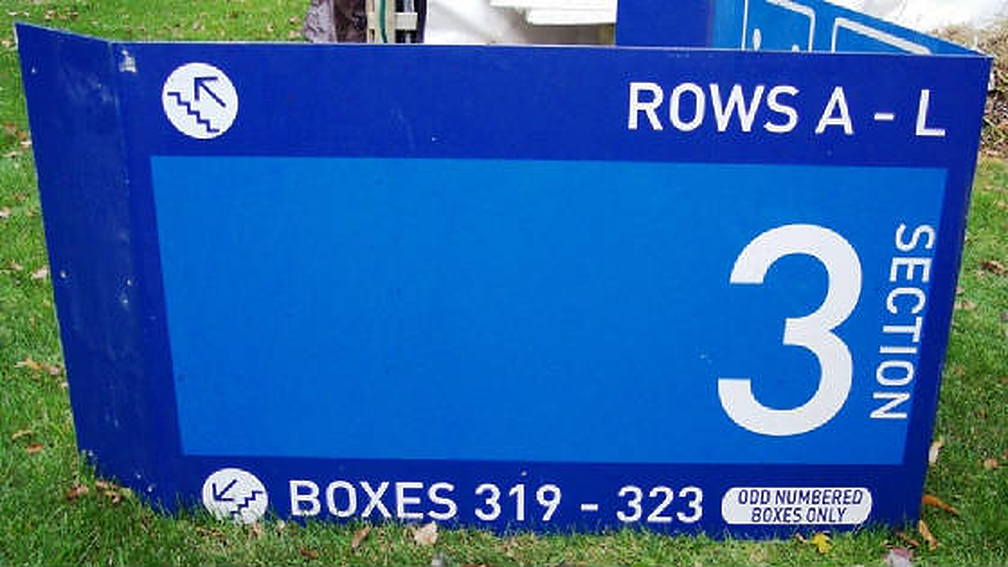 ROWS A - L
3
SECTION
BOXES 319 - 323
ODD NUMBERED
BOXES ONLY